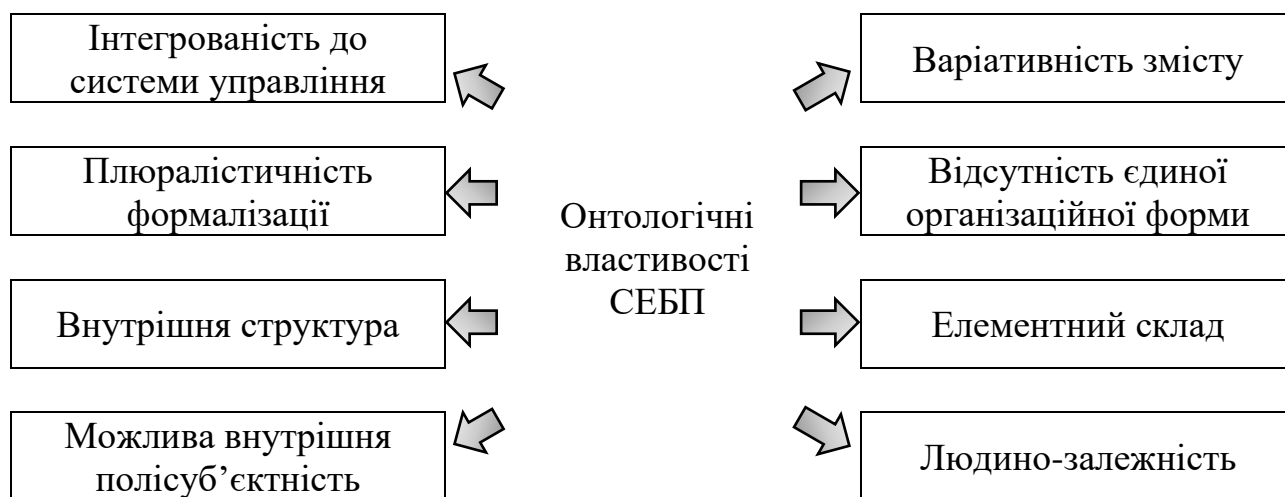 Інтегрованість до
системи управління
Варіативність змісту
Плюралістичність
формалізації
Відсутність єдиної
організаційної форми
Онтологічні
властивості
СЕБП
Внутрішня структура
Елементний склад
Можлива внутрішня
полісуб’єктність
Людино-залежність